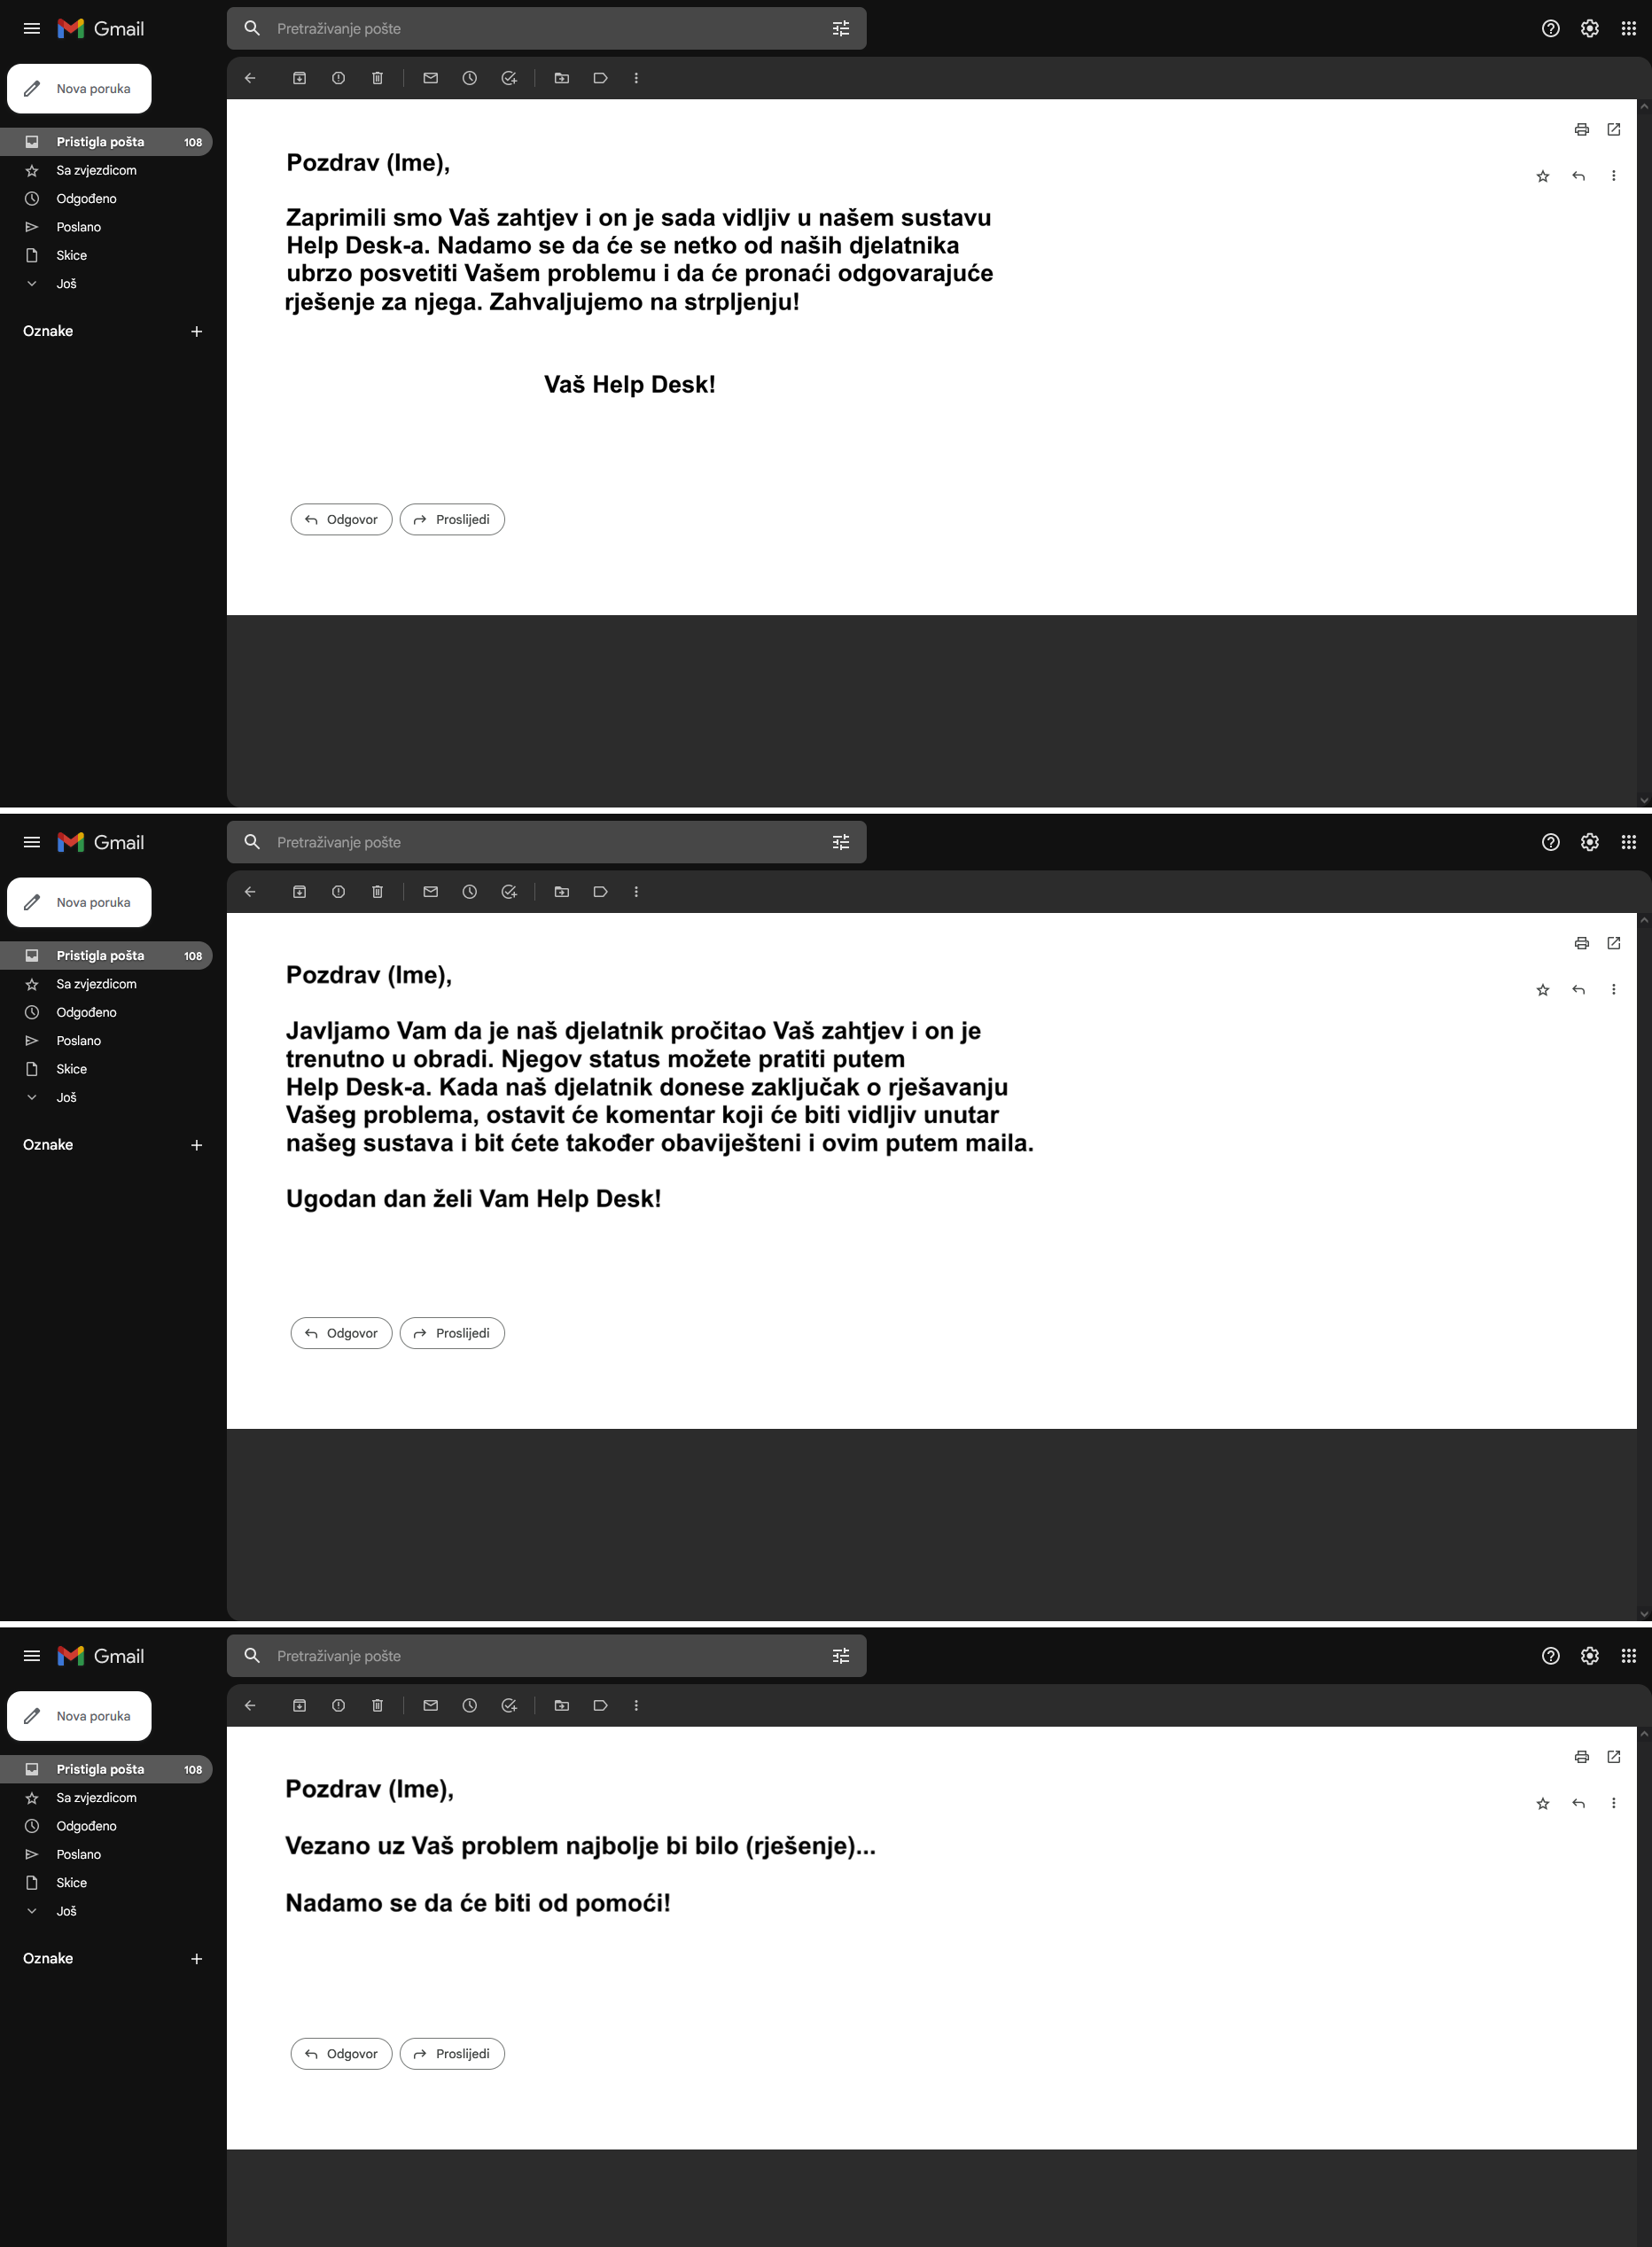 Gmail
Pretraživanje pošte
Nova poruka
Pristigla pošta 108
Sa zvjezdicom
Odgođeno
Poslano
Skice
Još
Oznake
Pozdrav (Ime),
Zaprimili smo Vaš zahtjev i on je sada vidljiv u našem sustavu
Help Desk-a. Nadamo se da će se netko od naših djelatnika
ubrzo posvetiti Vašem problemu i da će pronaći odgovarajuće
rješenje za njega. Zahvaljujemo na strpljenju!
Vaš Help Desk!
Odgovor
Proslijedi
Gmail
Pretraživanje pošte
Nova poruka
Pristigla pošta 108
Sa zvjezdicom
Odgođeno
Poslano
Skice
Još
Oznake
Pozdrav (Ime),
Javljamo Vam da je naš djelatnik pročitao Vaš zahtjev i on je
trenutno u obradi. Njegov status možete pratiti putem
Help Desk-a. Kada naš djelatnik donese zaključak o rješavanju
Vašeg problema, ostavit će komentar koji će biti vidljiv unutar
našeg sustava i bit ćete također obaviješteni i ovim putem maila.
Ugodan dan želi Vam Help Desk!
Odgovor
Proslijedi
Gmail
Pretraživanje pošte
Nova poruka
Pristigla pošta 108
Sa zvjezdicom
Odgođeno
Poslano
Skice
Još
Oznake
Pozdrav (Ime),
Vezano uz Vaš problem najbolje bi bilo (rješenje)...
Nadamo se da će biti od pomoći!
Odgovor
Proslijedi